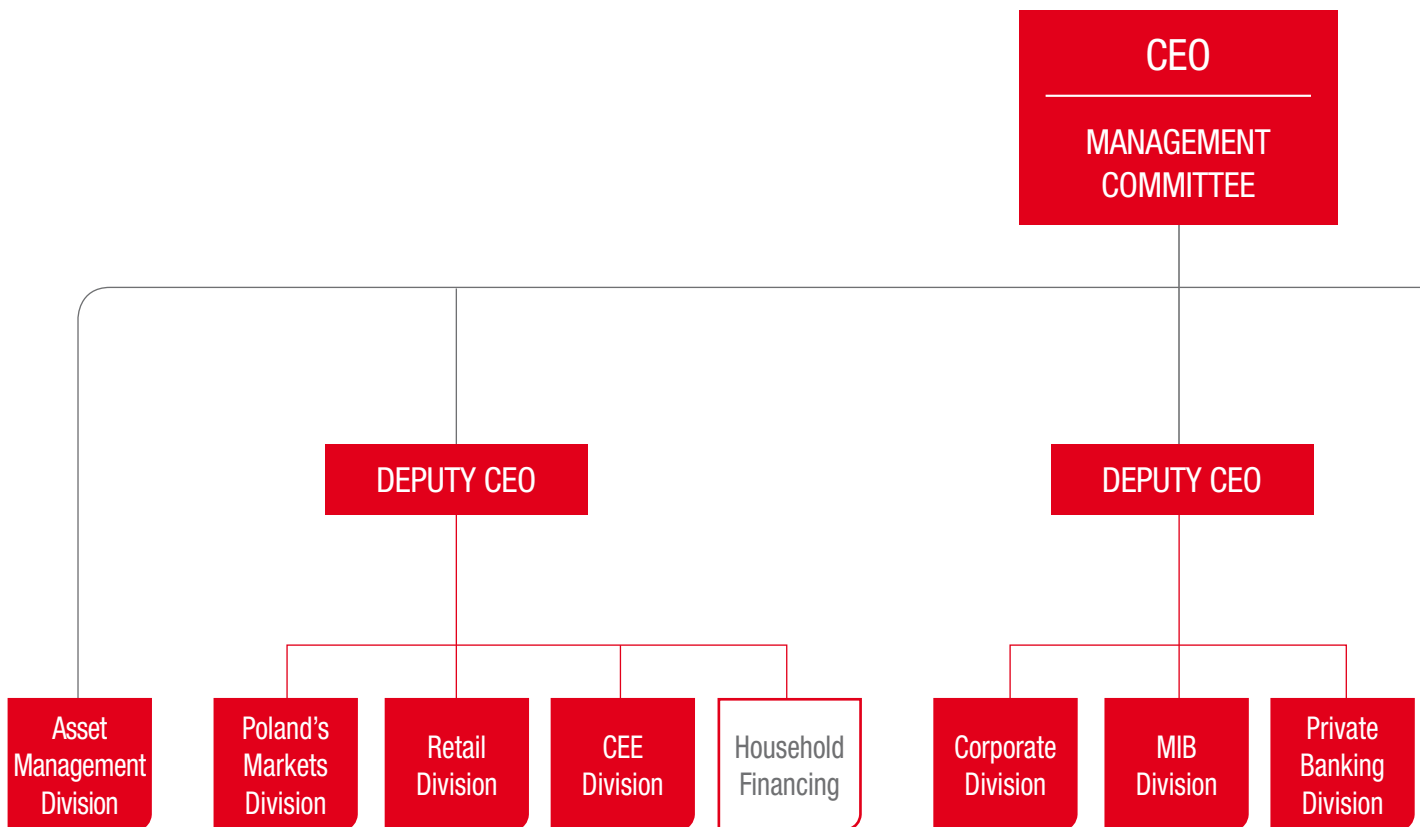 CEO
MANAGEMENT
COMMITTEE
DEPUTY CEO
DEPUTY CEO
Asset
Management
Division
Poland's
Markets
Division
Retail
Division
CEE
Division
Household
Financing
Corporate
Division
MIB
Division
Private
Banking
Division